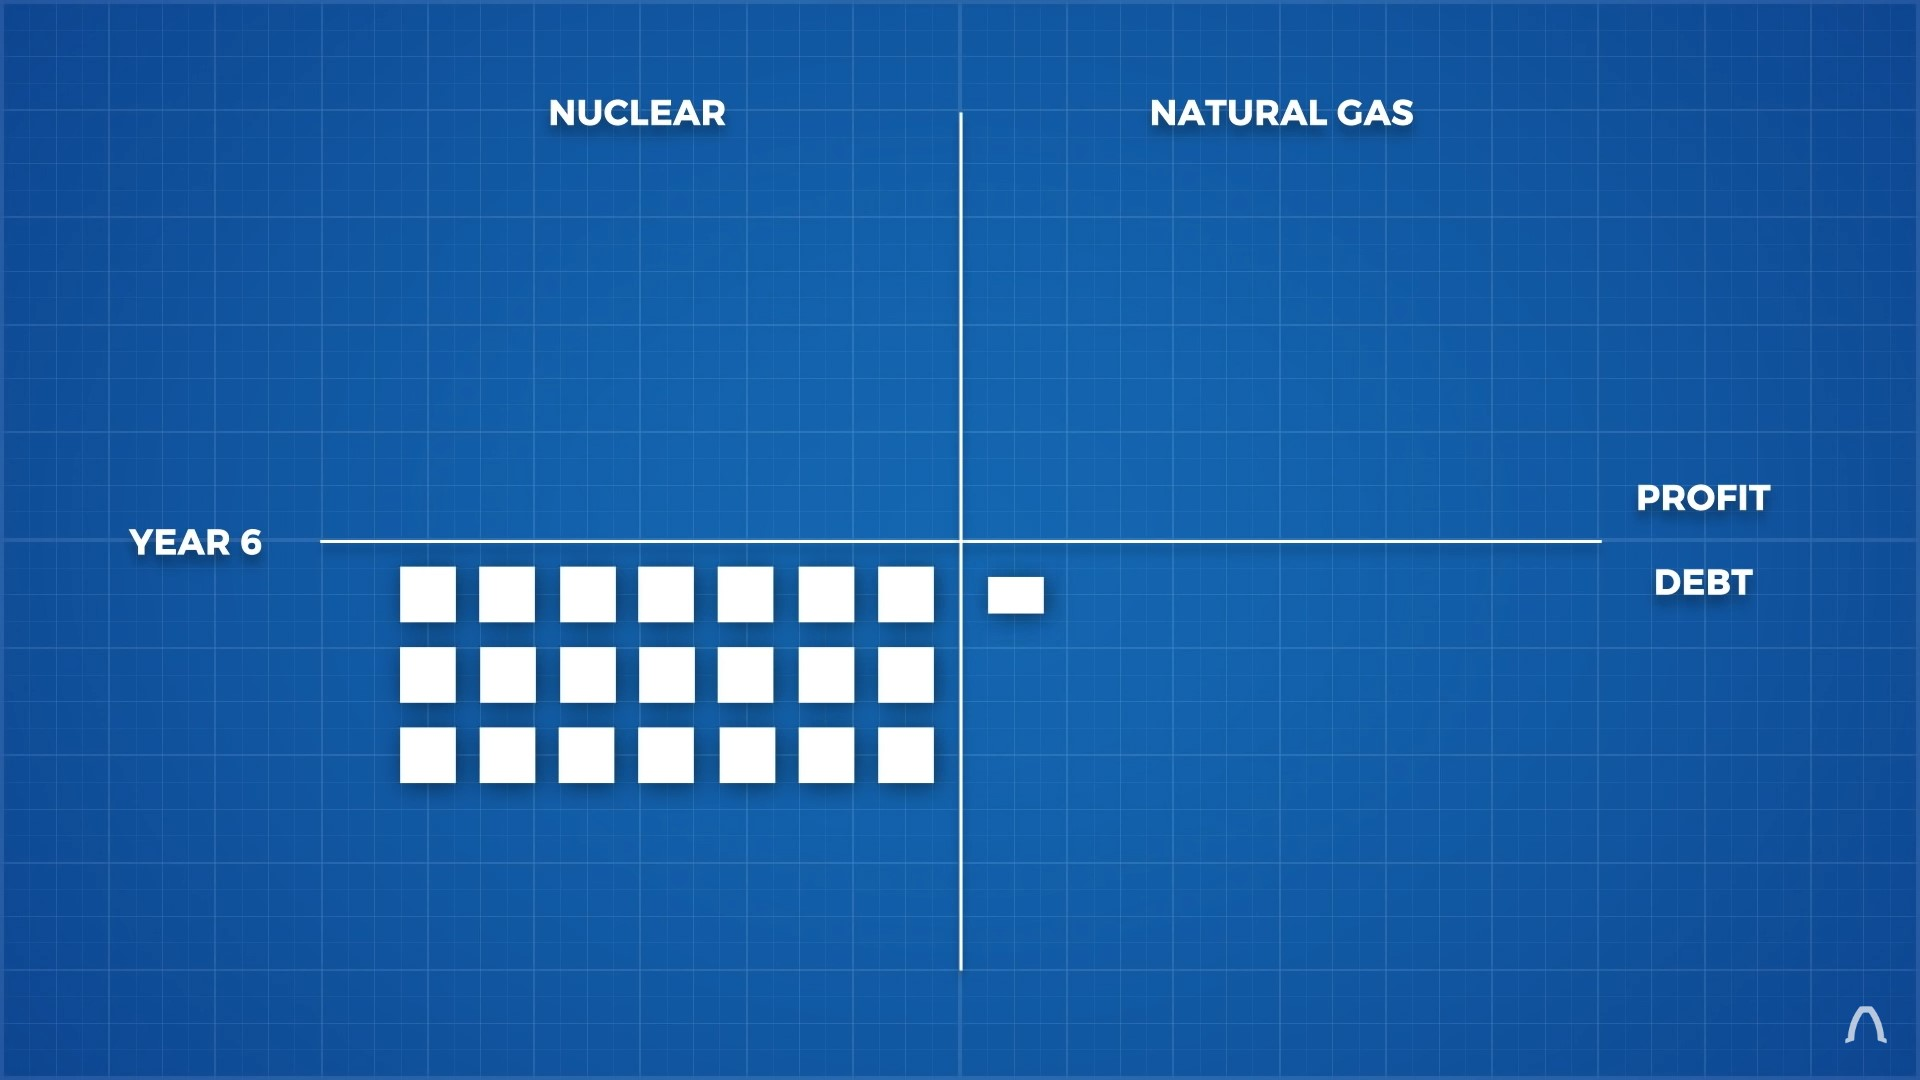 NUCLEAR
NATURAL GAS
PROFIT
YEAR 6
DEBT